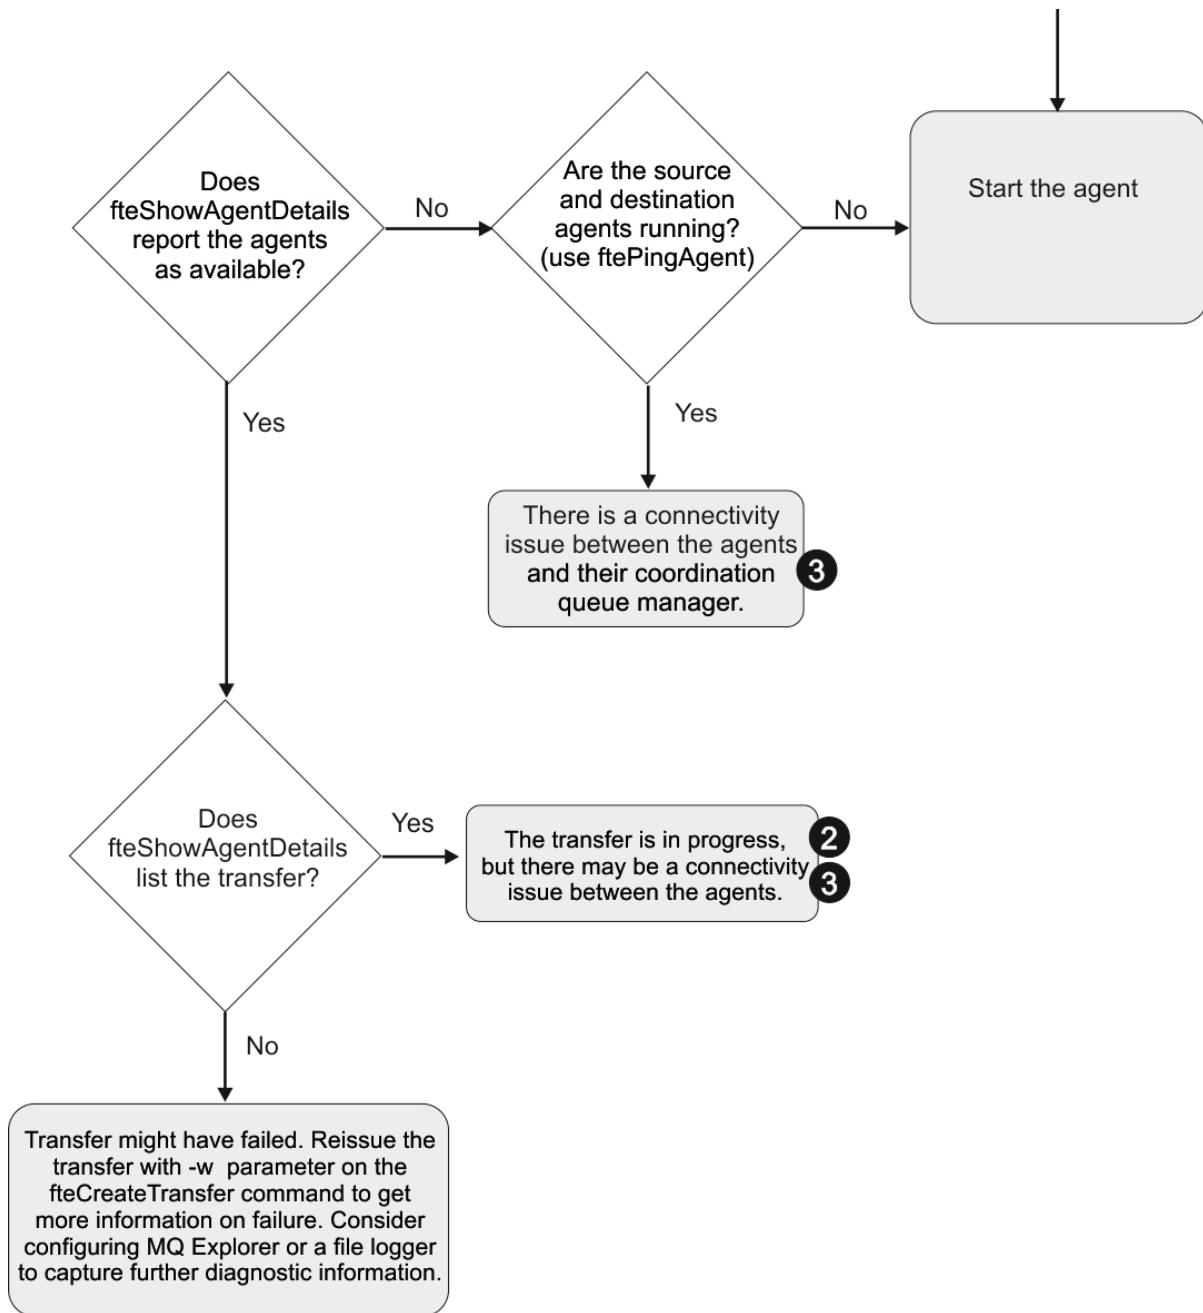 Does
fteShowAgentDetails
report the agents
as available?
No
Are the source
and destination
agents running?
(use ftePingAgent)
No
Start the agent
Yes
Yes
There is a connectivity
issue between the agents
and their coordination
queue manager.
3
Does
fteShowAgentDetails
list the transfer?
Yes
The transfer is in progress,
but there may be a connectivity
issue between the agents.
2
3
No
Transfer might have failed. Reissue the
transfer with -w parameter on the
fteCreateTransfer command to get
more information on failure. Consider
configuring MQ Explorer or a file logger
to capture further diagnostic information.